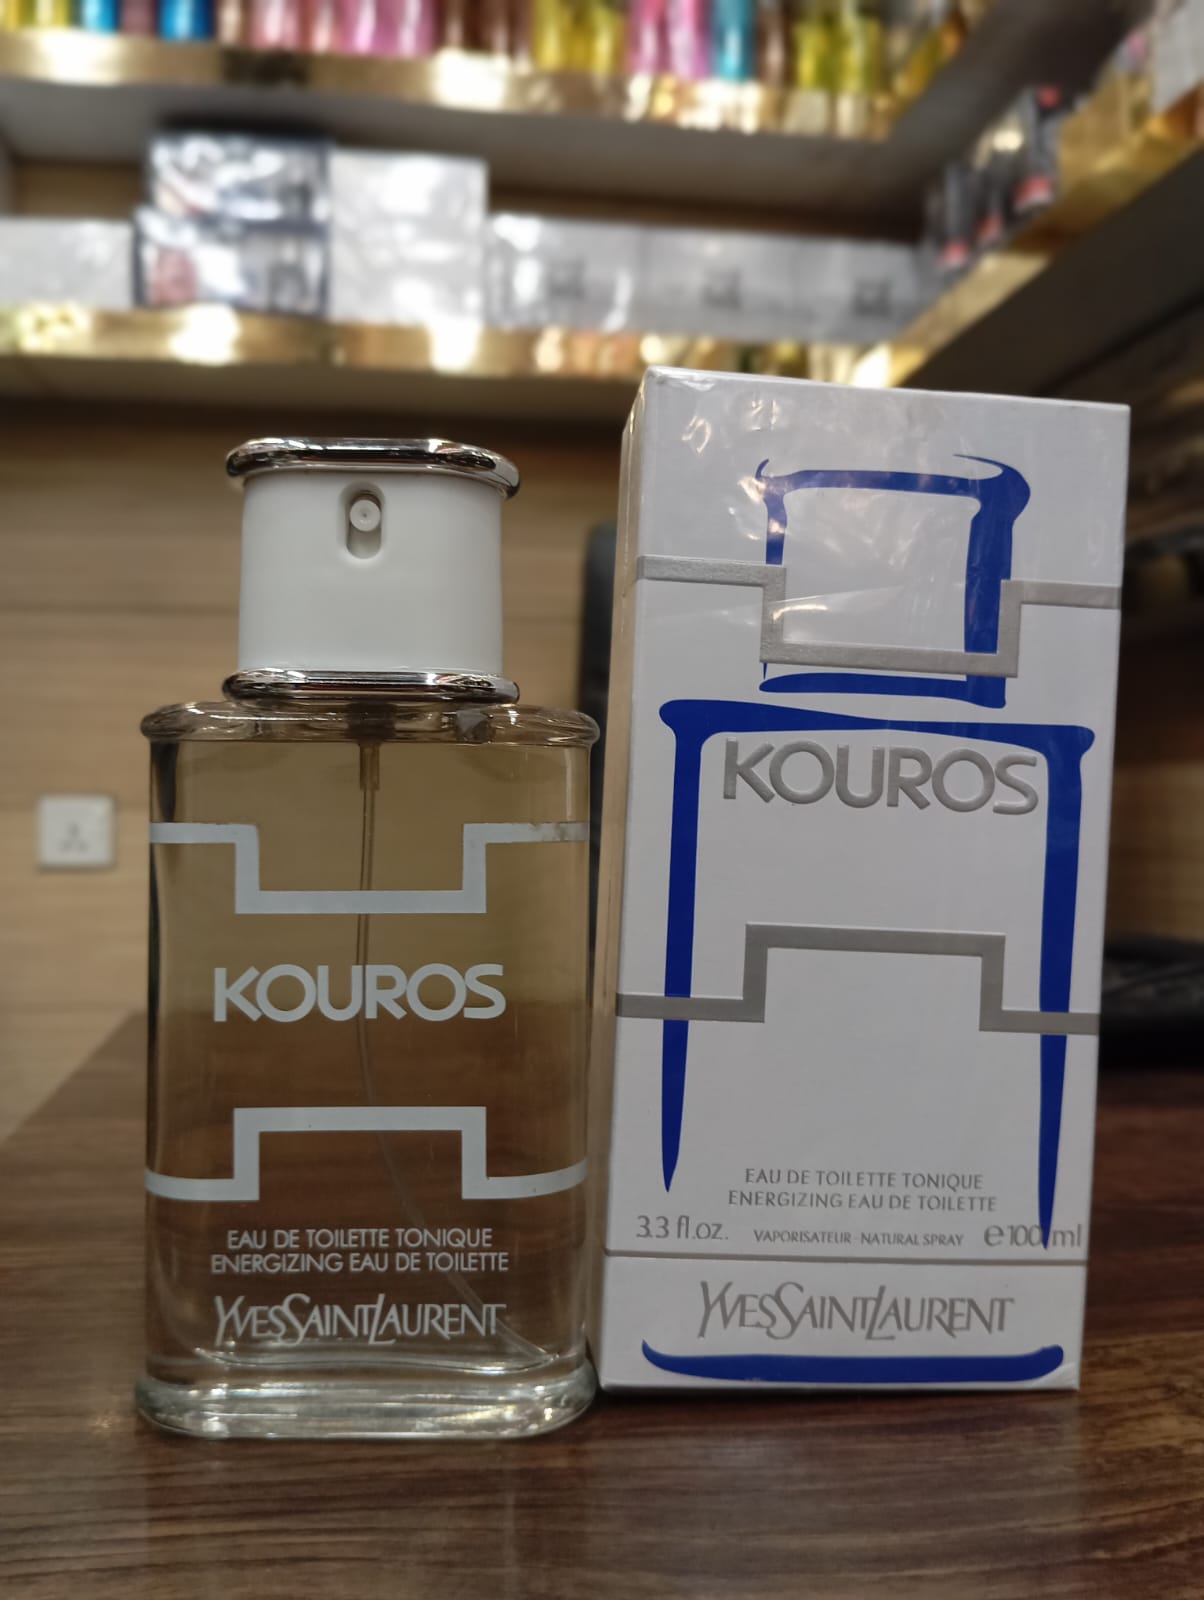 KOUROS
EAU DE TOILETTE TONIQUE
ENERGIZING EAU DE TOILETTE
YVESSAINTLAURENT
KOUROS
EAU DE TOILETTE TONIQUE
ENERGIZING EAU DE TOILETTE
3.3 fl.oz. VAPORISATEUR - NATURAL SPRAY e 100 ml
YVESSAINTLAURENT